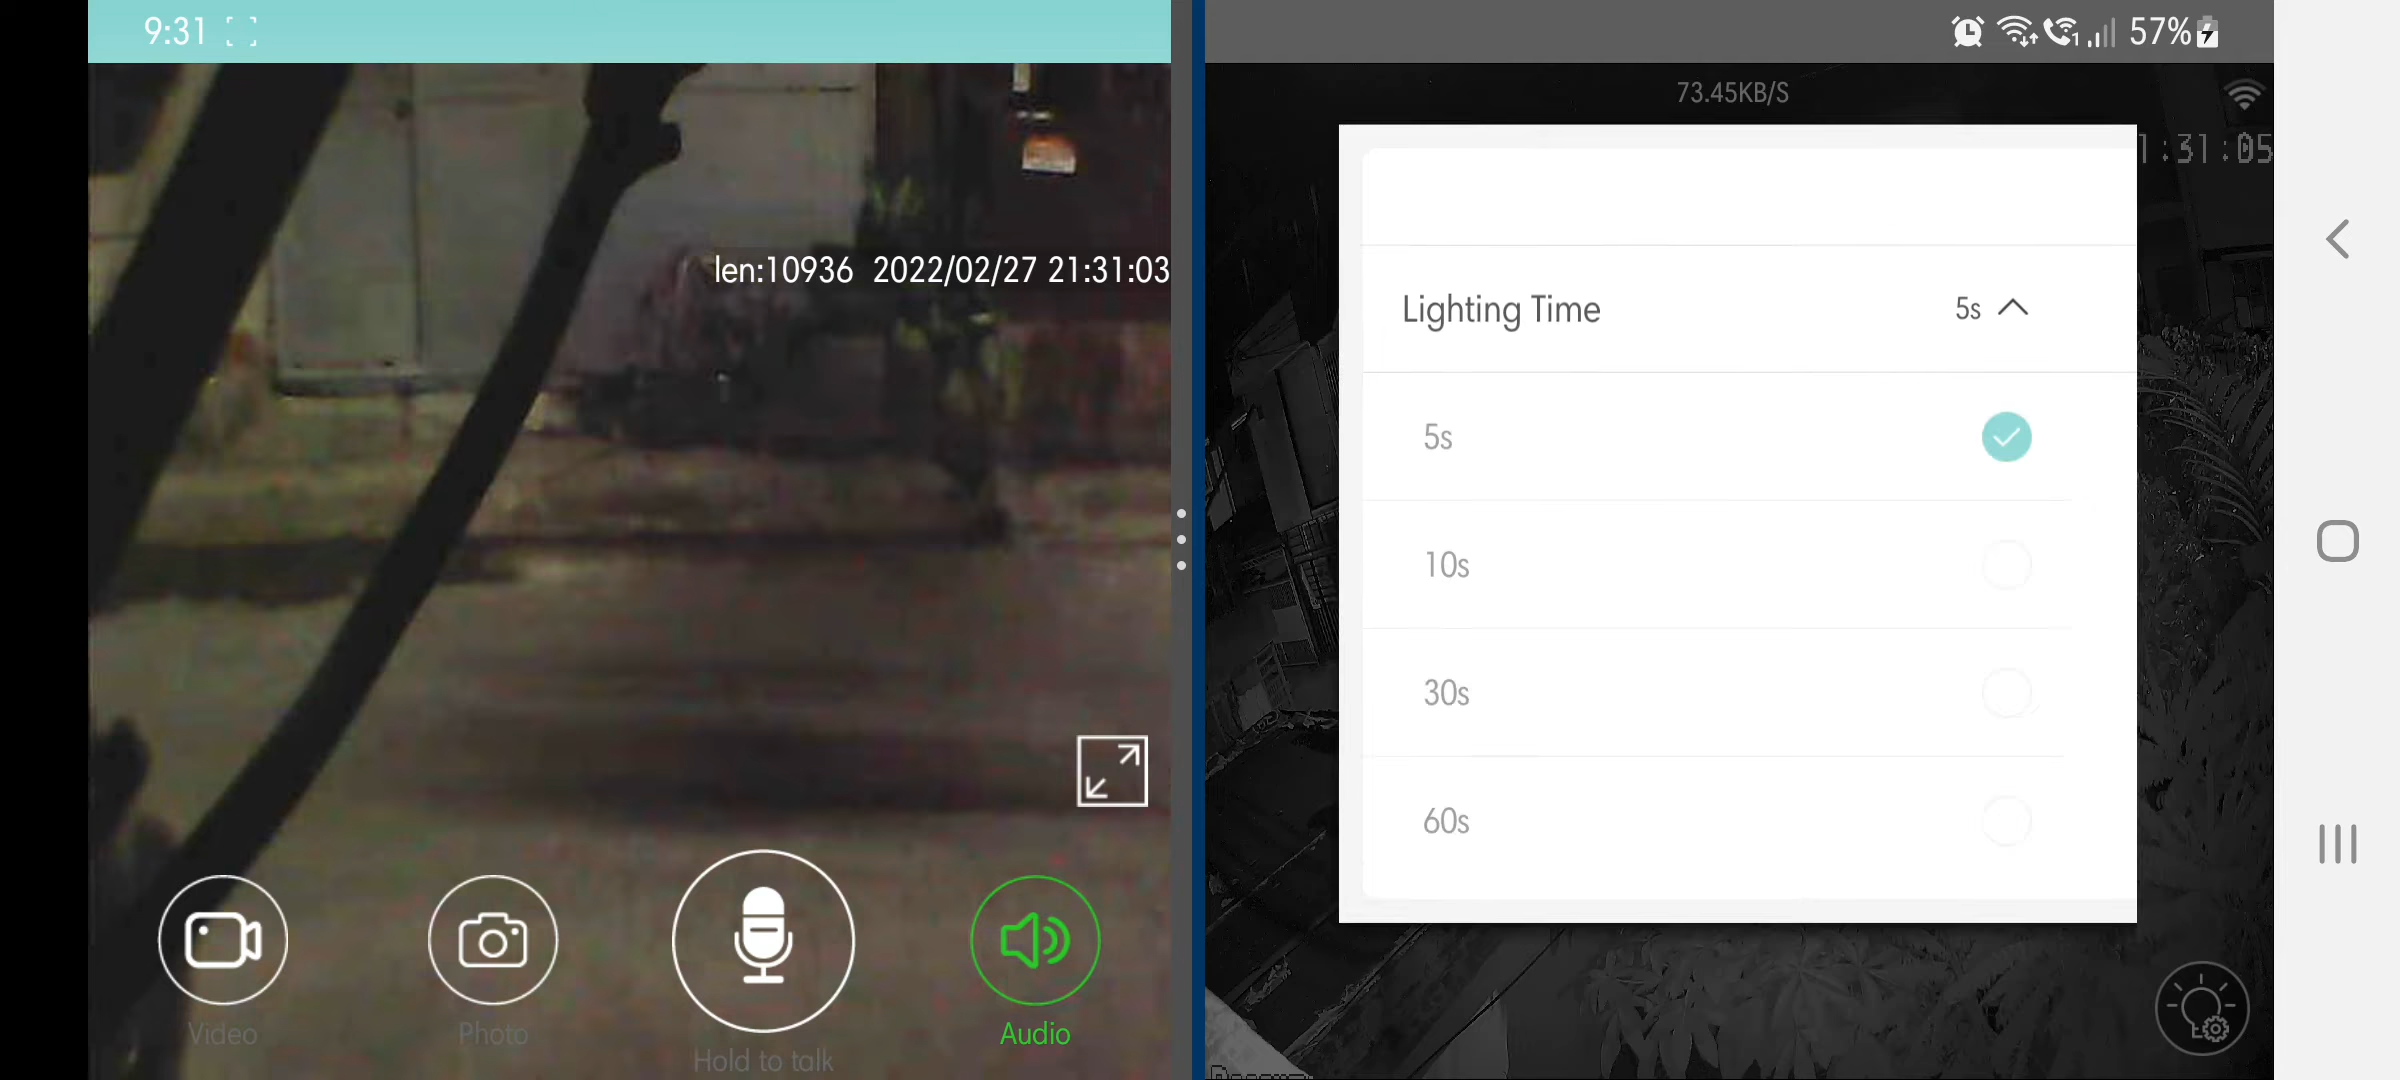 9:31
57%
73.45KB/S
1:31:05
len:10936 2022/02/27 21:31:03
Lighting Time 5s
5s
10s
30s
60s
Video
Photo
Hold to talk
Audio